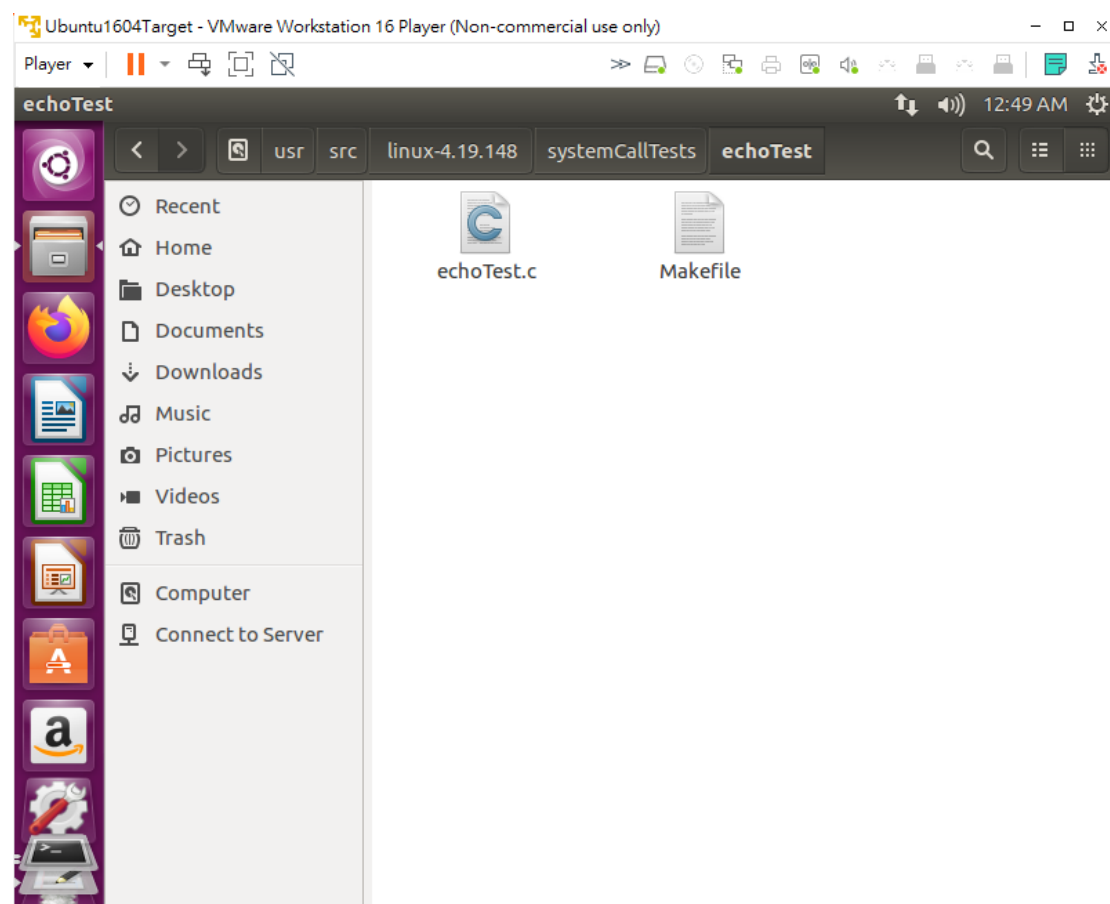 Ubuntu1604Target - VMware Workstation 16 Player (Non-commercial use only)
Player
echoTest
12:49 AM
usr src linux-4.19.148 systemCallTests echoTest
Recent
Home
Desktop
Documents
Downloads
Music
Pictures
Videos
Trash
Computer
Connect to Server
echoTest.c
Makefile